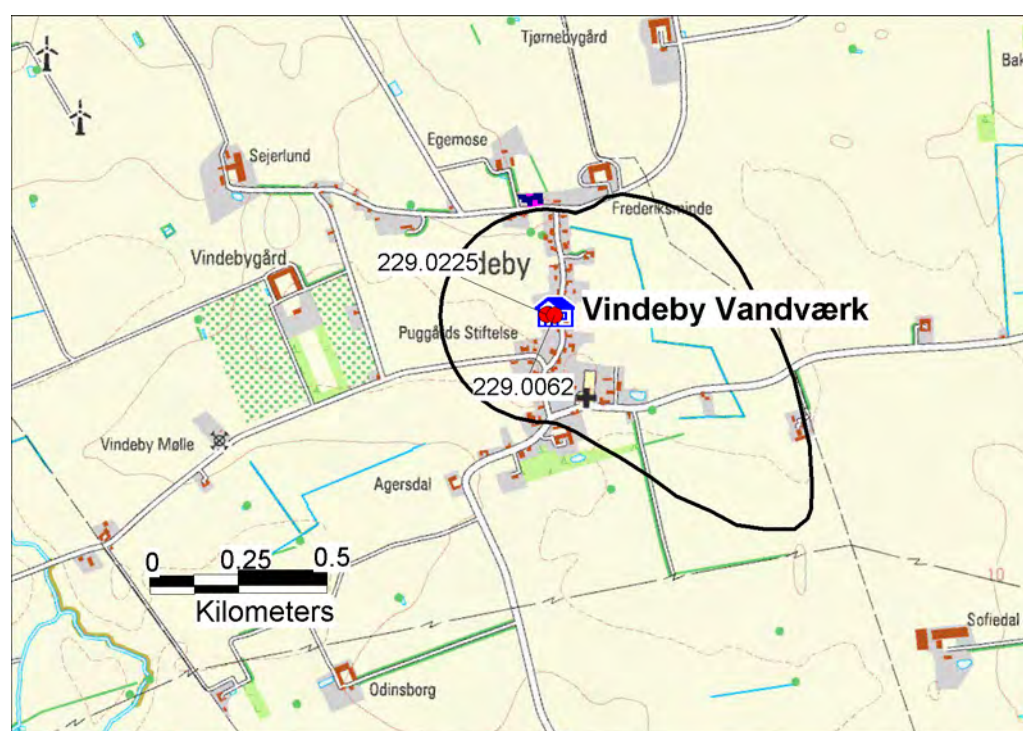 Tjørnebygård
Bak
Egemose
Sejerlund
Frederiksminde
Vindebygård
229.0225
deby
Vindeby Vandværk
Puggårds Stiftelse
229.0062
Vindeby Mølle
Agersdal
0 0.25 0.5
Kilometers
10
Sofiedal
Odinsborg